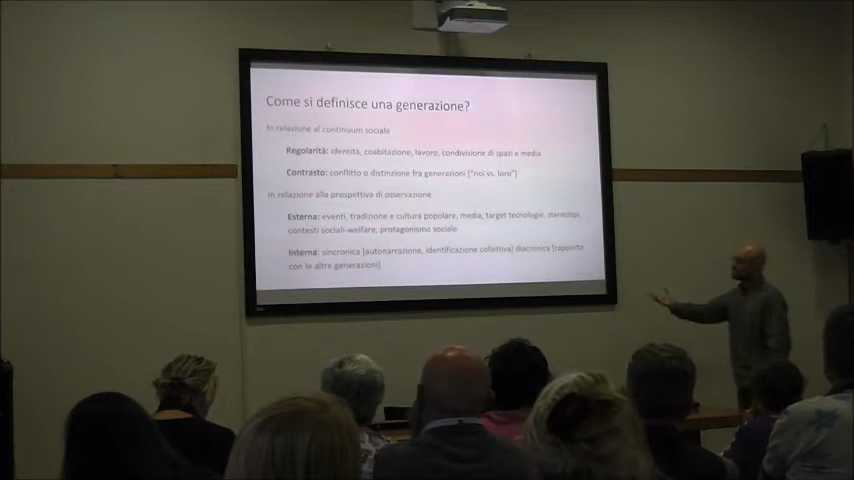 Come si definisce una generazione?
In relazione al continuum sociale
Regolarità: identità, coabitazione, lavoro, condivisione di spazi e media
Contrasto: conflitto o distinzione fra generazioni ["noi vs. loro"]
In relazione alla prospettiva di osservazione
Esterna: eventi, tradizione e cultura popolare, media, target tecnologie, stereotipi,
contesti sociali-welfare, protagonismo sociale
Interna: sincronica [autonarrazione, identificazione collettiva] diacronica [rapporto
con le altre generazioni]